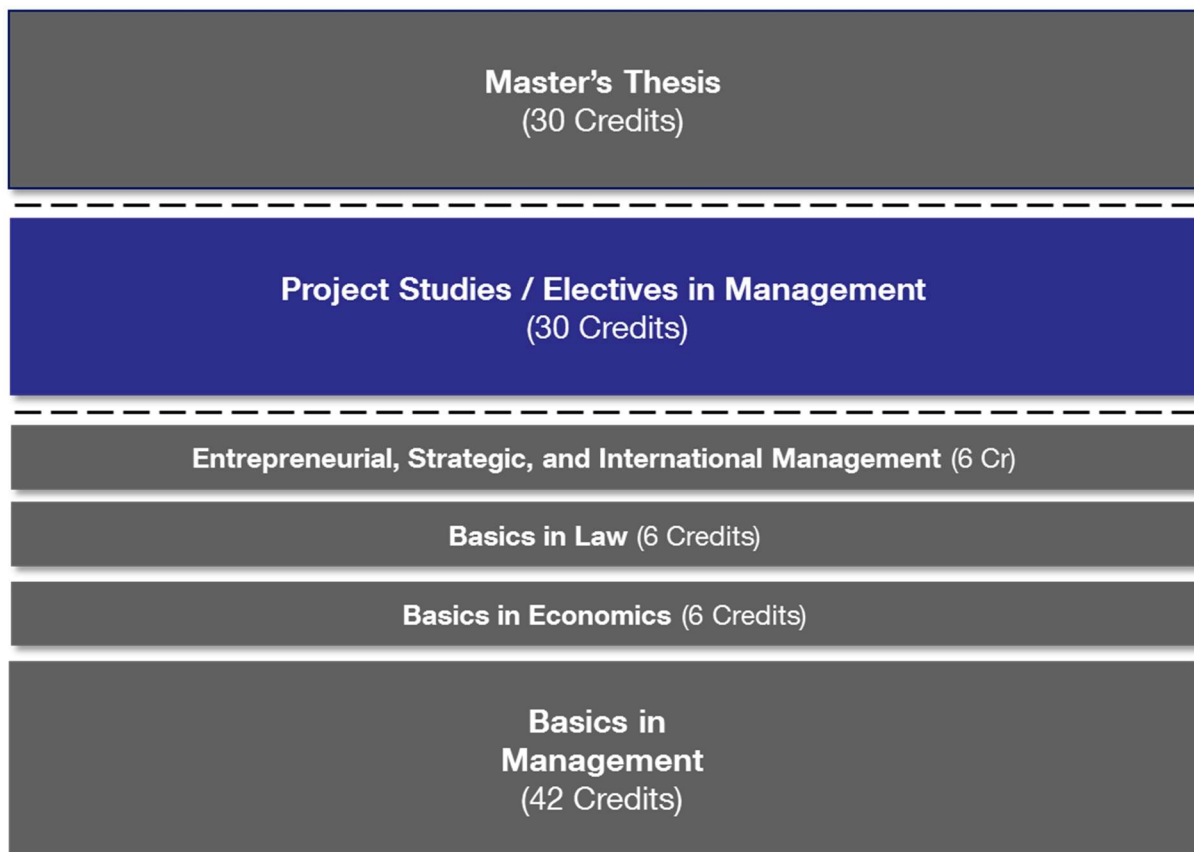 Master’s Thesis
(30 Credits)
Project Studies / Electives in Management
(30 Credits)
Entrepreneurial, Strategic, and International Management (6 Cr)
Basics in Law (6 Credits)
Basics in Economics (6 Credits)
Basics in
Management
(42 Credits)